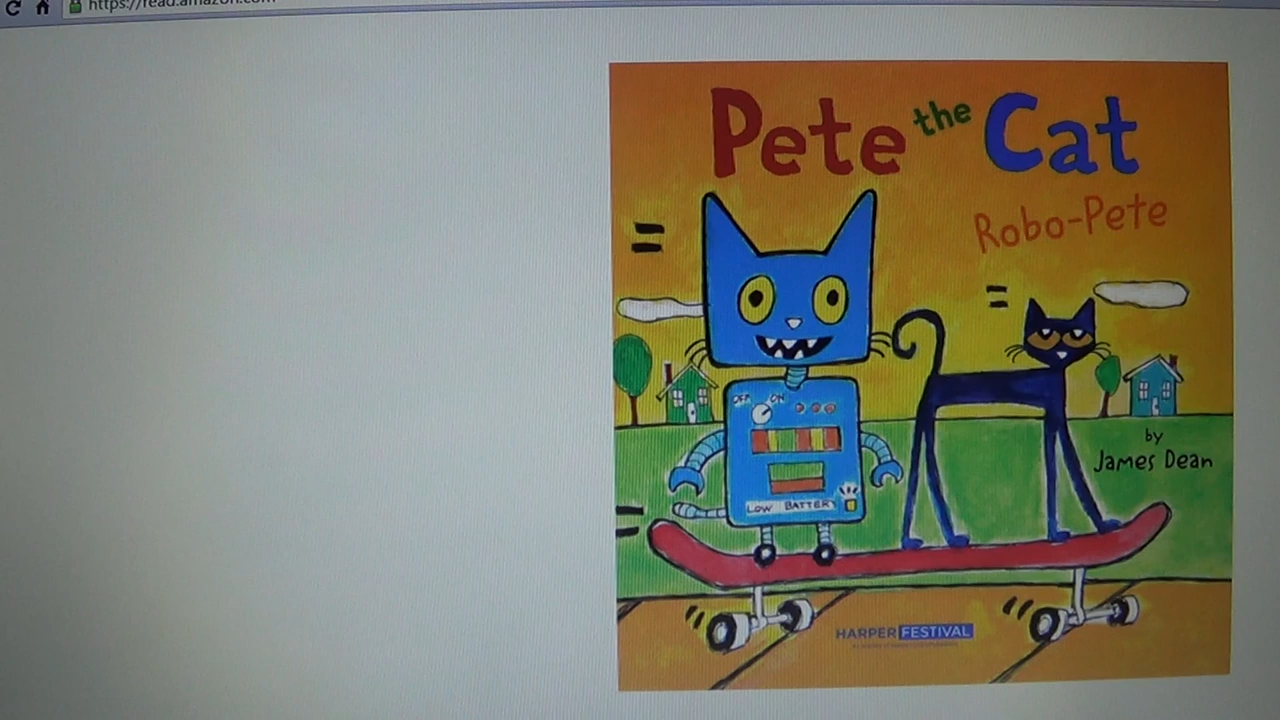 https://read.amazon.com
Pete the Cat
Robo-Pete
OFF ON
by
James Dean
LOW BATTERY
HARPER FESTIVAL